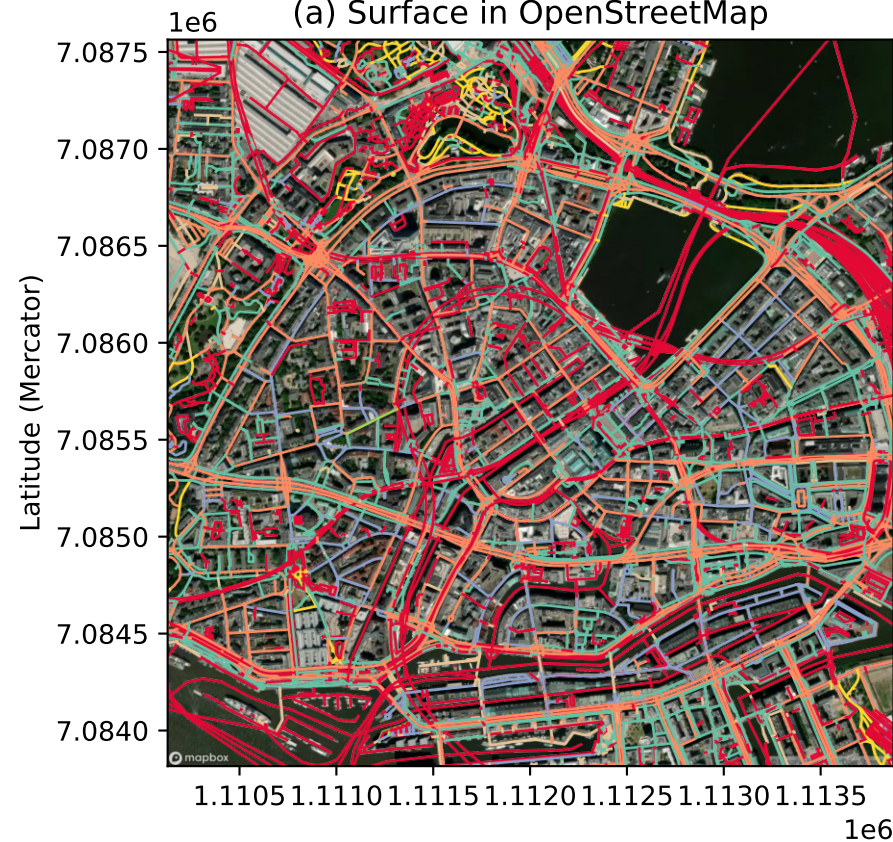 (a) Surface in OpenStreetMap
1e6
7.0875
7.0870
7.0865
7.0860
7.0855
7.0850
7.0845
7.0840
Latitude (Mercator)
mapbox
1.1105 1.1110 1.1115 1.1120 1.1125 1.1130 1.1135
1e6